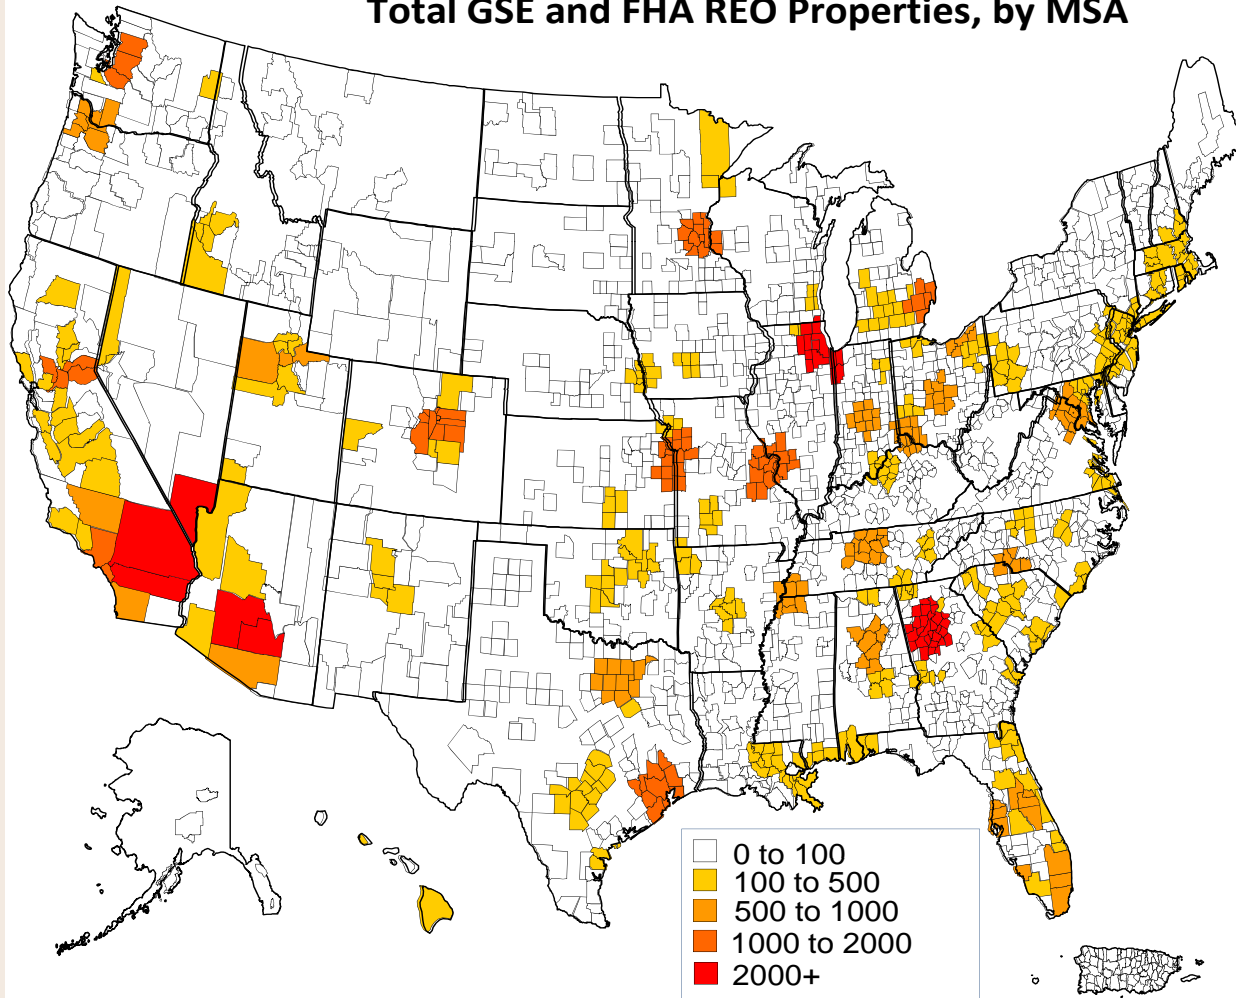 Total GSE and FHA REO Properties, by MSA
0 to 100
100 to 500
500 to 1000
1000 to 2000
2000+